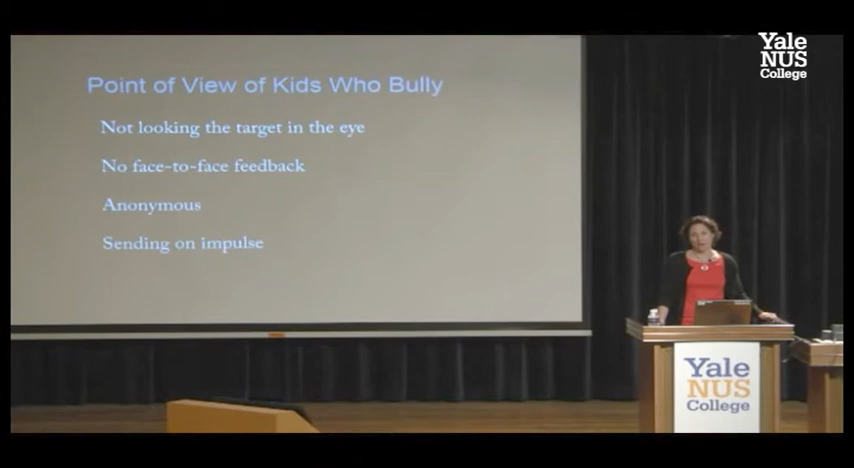 Point of View of Kids Who Bully
Not looking the target in the eye
No face-to-face feedback
Anonymous
Sending on impulse
Yale
NUS
College
Yale
NUS
College